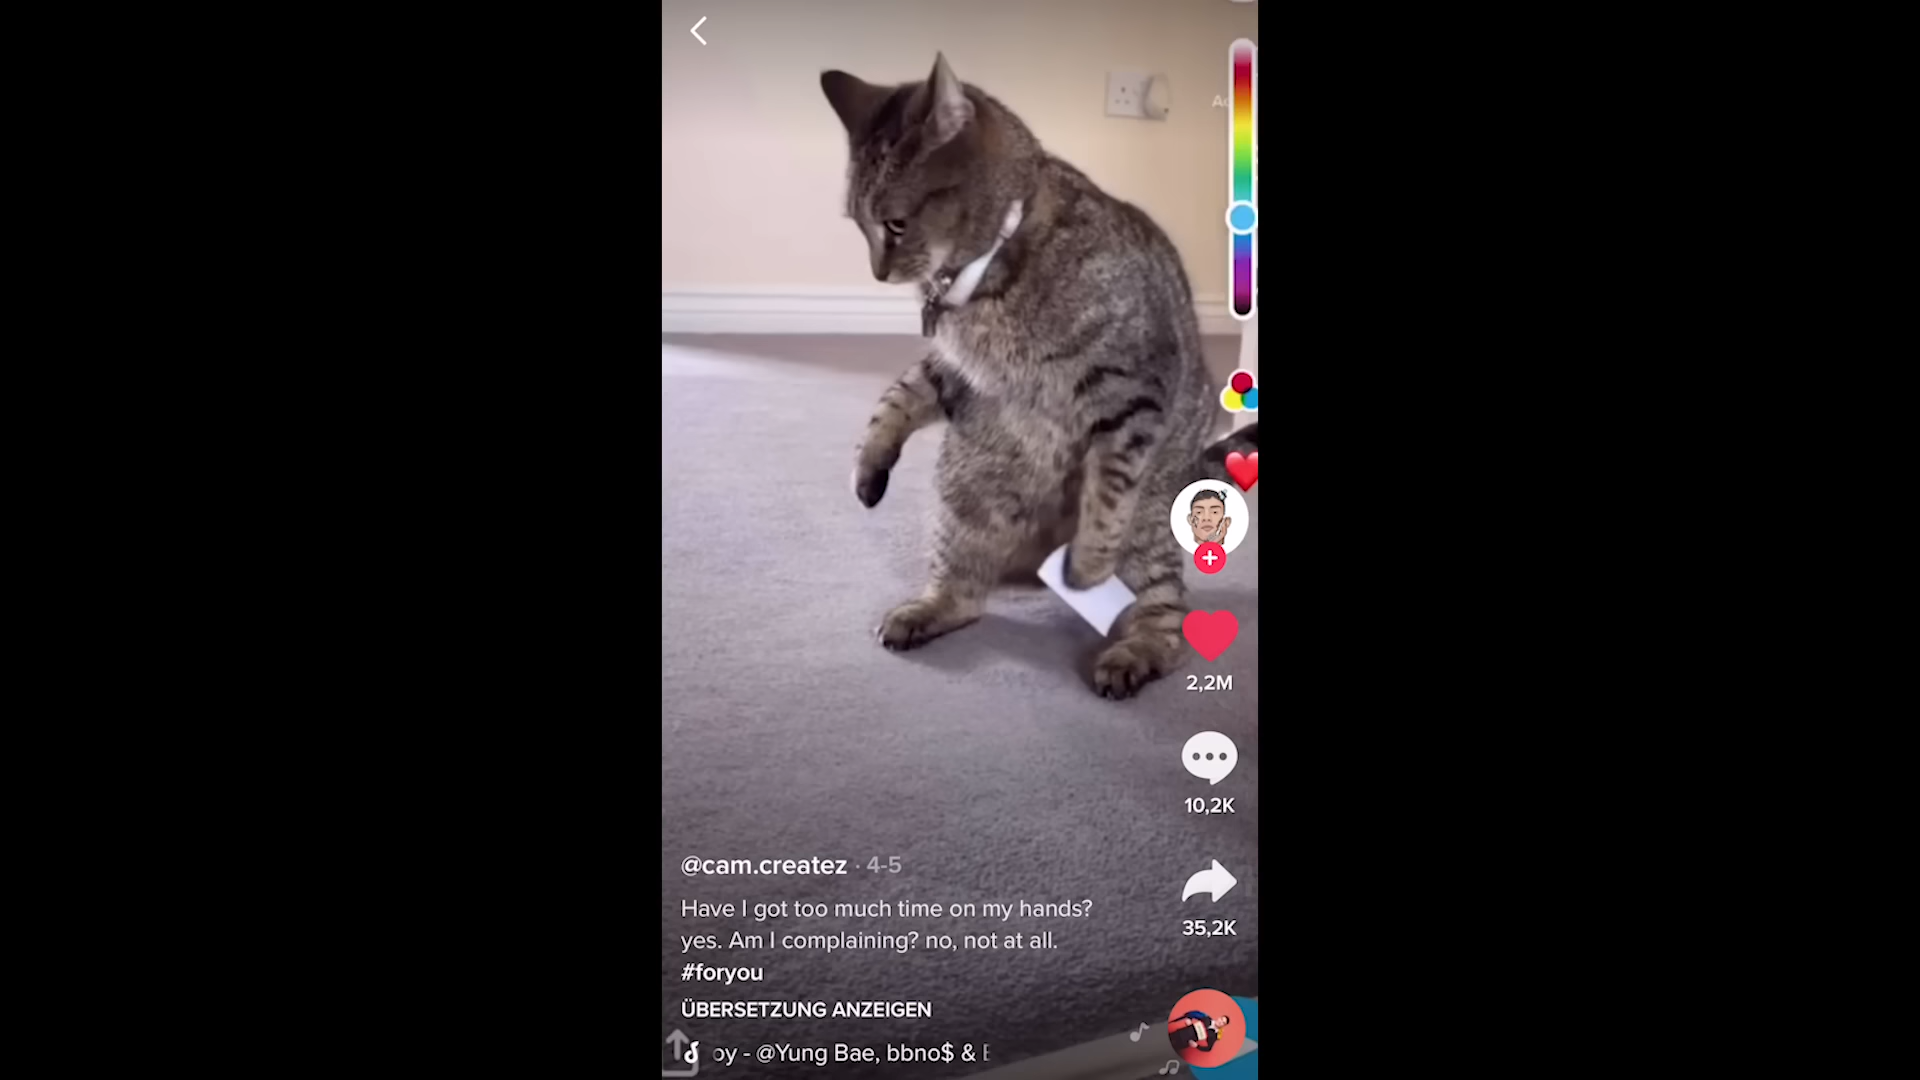 Ac
2,2M
10,2K
35,2K
@cam.createz · 4-5
Have I got too much time on my hands?
yes. Am I complaining? no, not at all.
#foryou
ÜBERSETZUNG ANZEIGEN
oy - @Yung Bae, bbno$ &